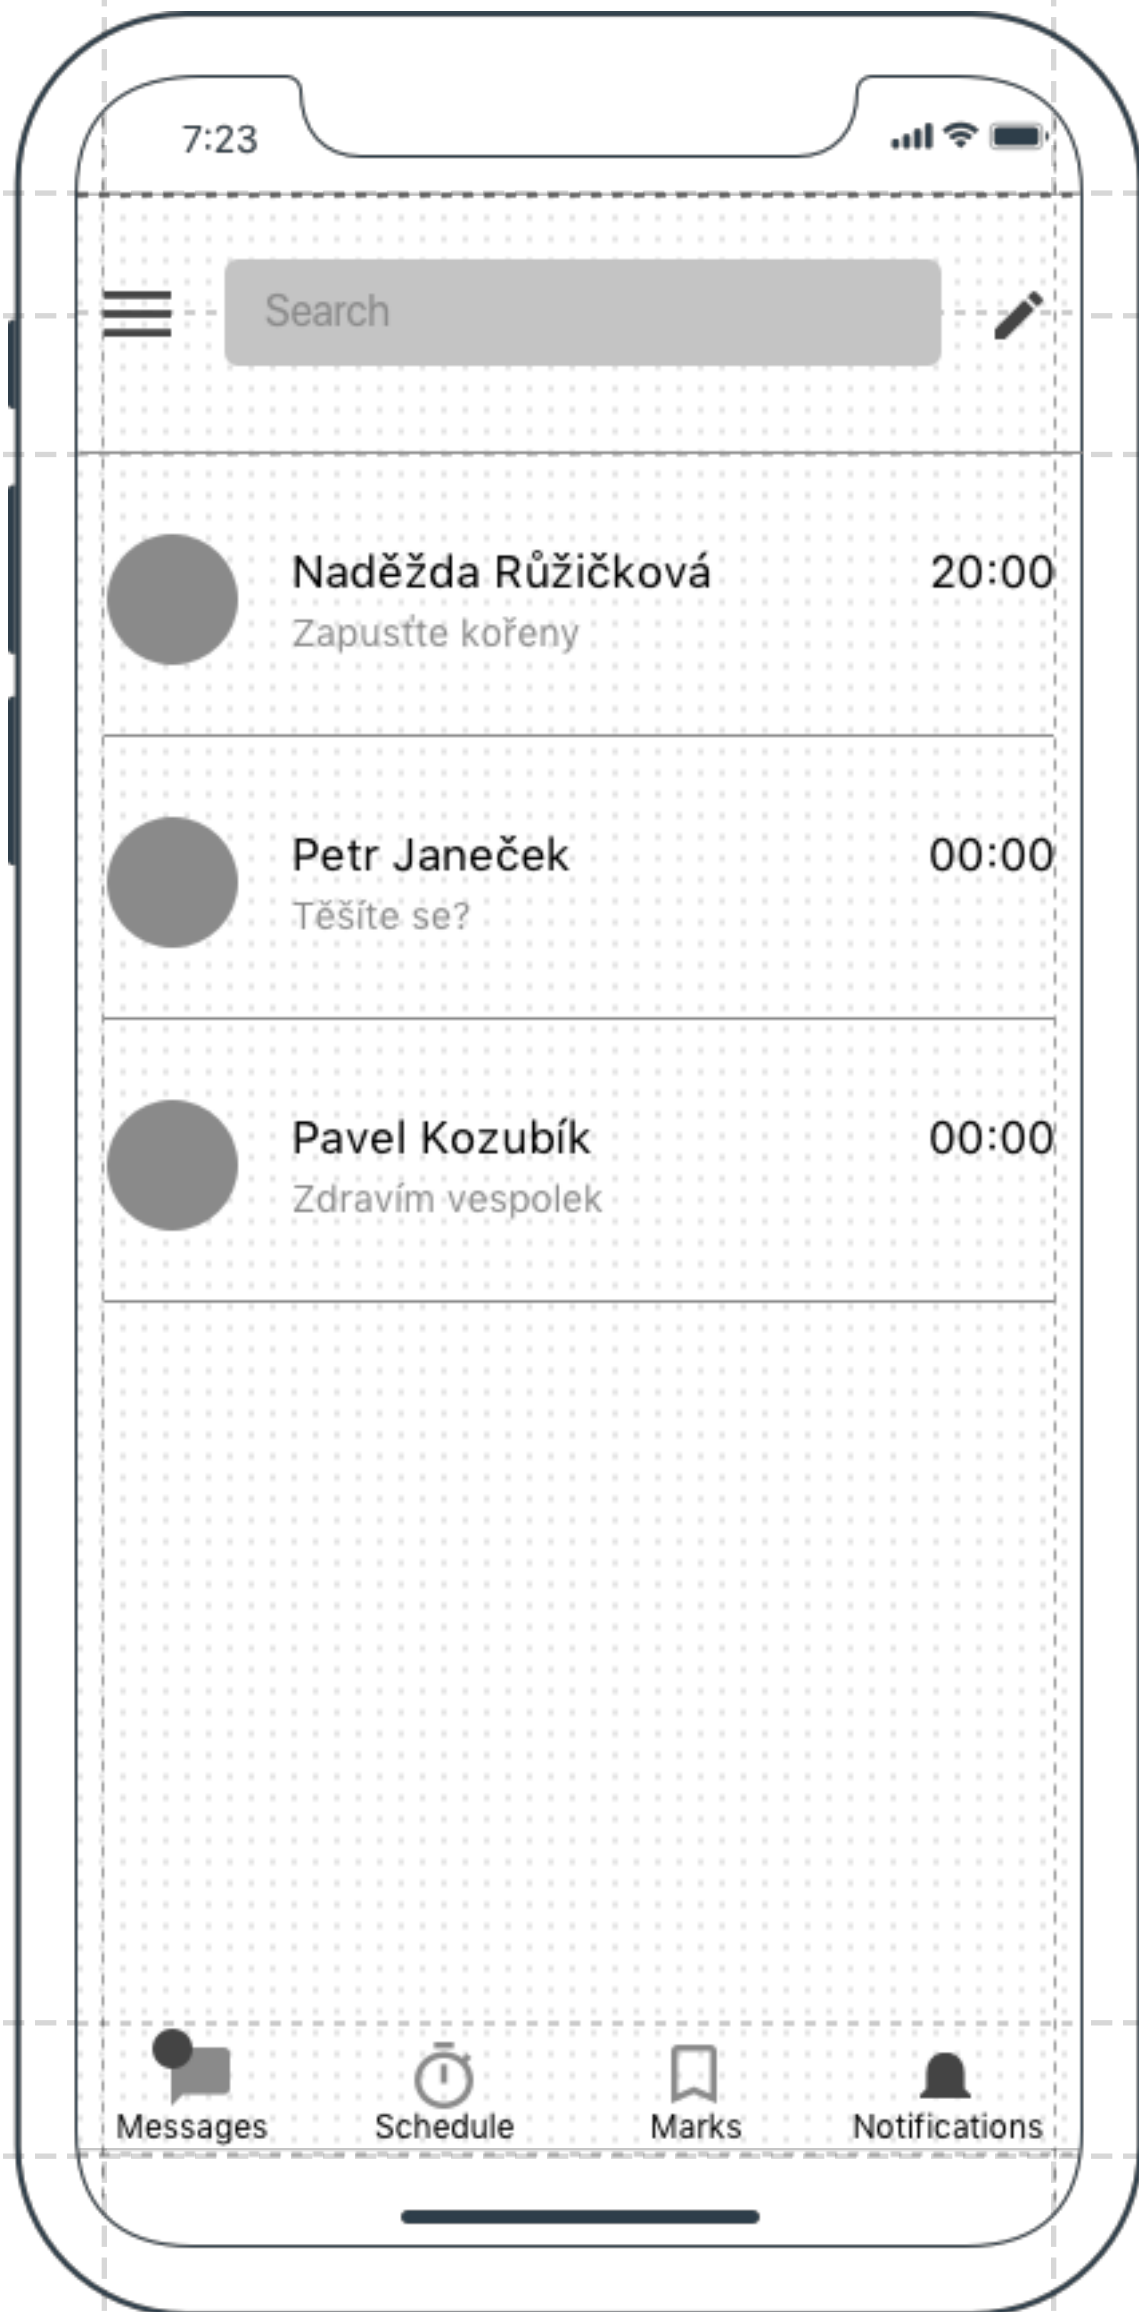 7:23
Search
Naděžda Růžičková 20:00
Zapusťte kořeny
Petr Janeček 00:00
Těšíte se?
Pavel Kozubík 00:00
Zdravím vespolek
Messages Schedule Marks Notifications